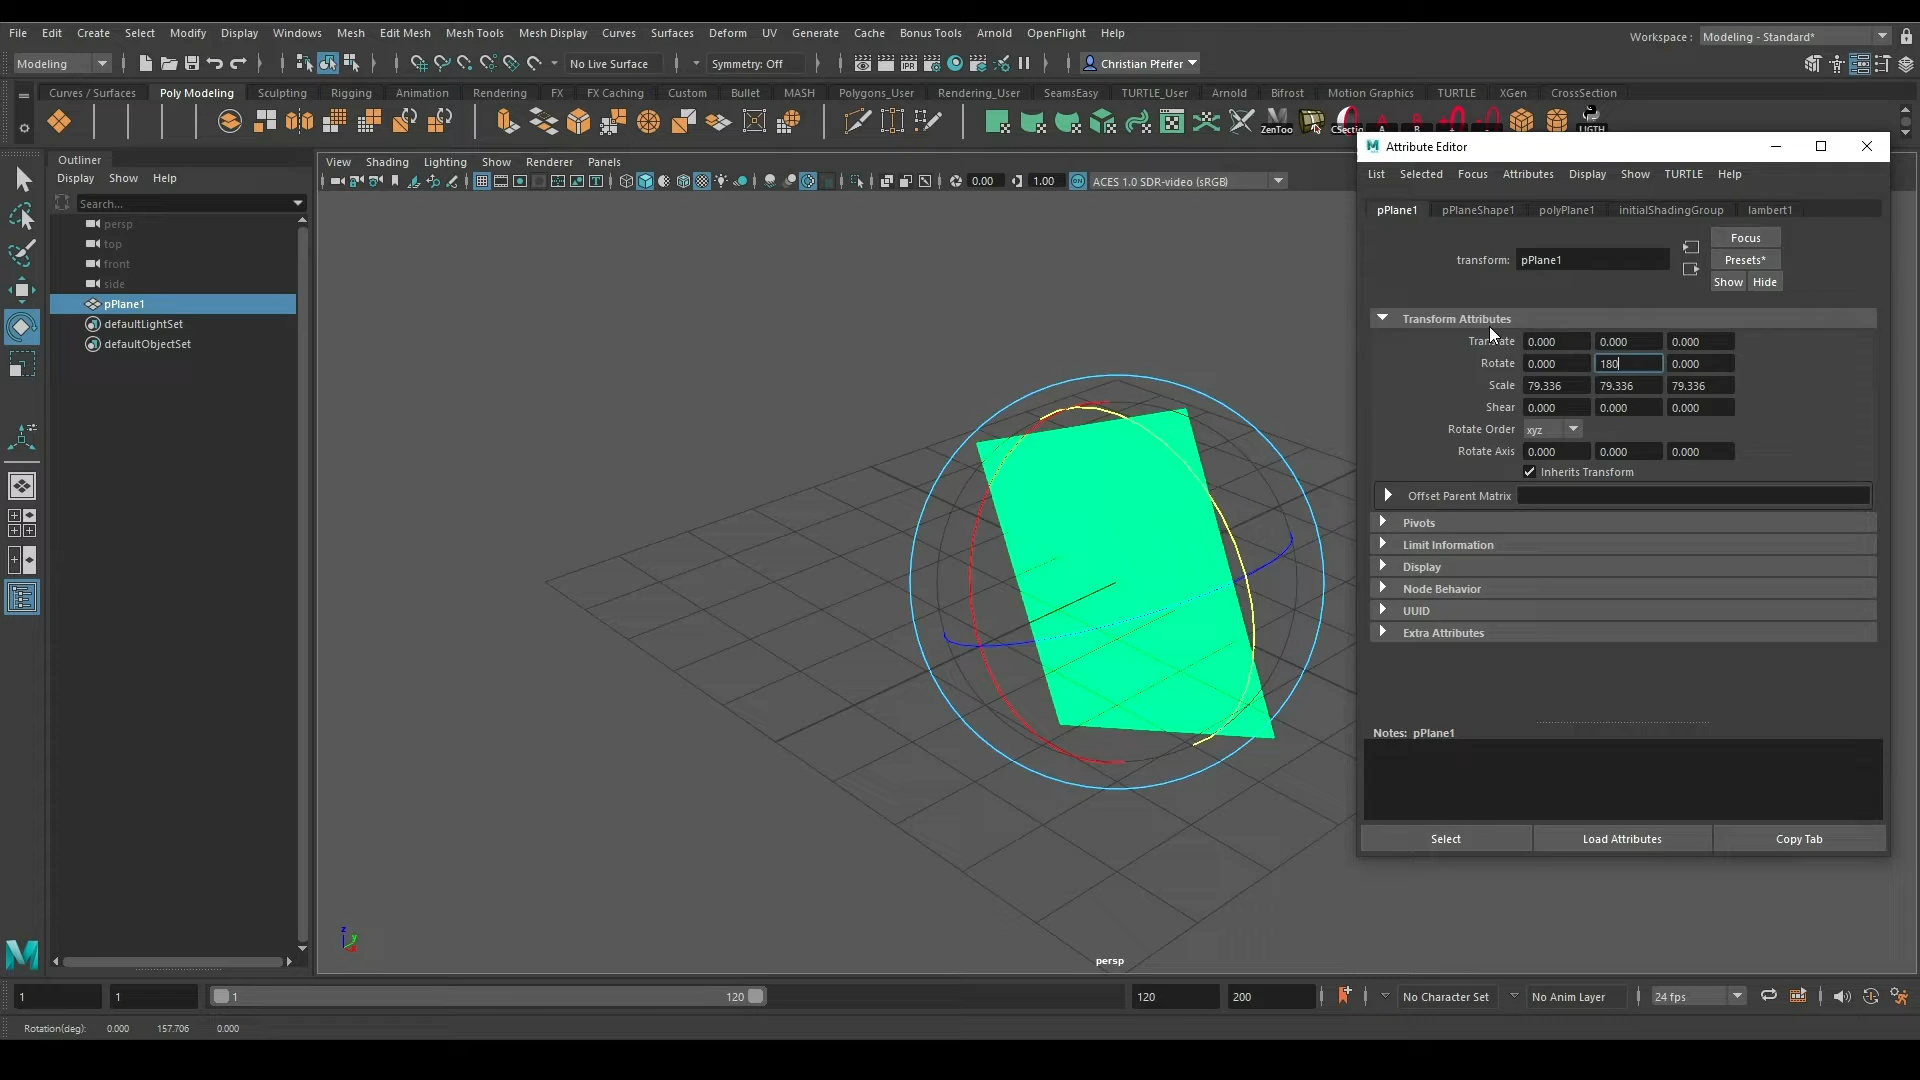 File Edit Create Select Modify Display Windows Mesh Edit Mesh Mesh Tools Mesh Display Curves Surfaces Deform UV Generate Cache Bonus Tools Arnold OpenFlight Help
Workspace : Modeling - Standard*
Modeling
No Live Surface
Symmetry: Off
IPR
Christian Pfeifer
Curves / Surfaces Poly Modeling Sculpting Rigging Animation Rendering FX FX Caching Custom Bullet MASH Polygons_User Rendering_User SeamsEasy TURTLE_User Arnold Bifrost Motion Graphics TURTLE XGen CrossSection
ZenToo CSectio A B LIGTH
Outliner
Display Show Help
Search...
persp
top
front
side
pPlane1
defaultLightSet
defaultObjectSet
View Shading Lighting Show Renderer Panels
0.00 1.00 ON ACES 1.0 SDR-video (sRGB)
persp
z
y
x
Attribute Editor
List Selected Focus Attributes Display Show TURTLE Help
pPlane1 pPlaneShape1 polyPlane1 initialShadingGroup lambert1
transform: pPlane1
Focus
Presets*
Show Hide
Transform Attributes
Translate 0.000 0.000 0.000
Rotate 0.000 180 0.000
Scale 79.336 79.336 79.336
Shear 0.000 0.000 0.000
Rotate Order xyz
Rotate Axis 0.000 0.000 0.000
Inherits Transform
Offset Parent Matrix
Pivots
Limit Information
Display
Node Behavior
UUID
Extra Attributes
Notes: pPlane1
Select Load Attributes Copy Tab
1 1 1 120 120 200 No Character Set No Anim Layer 24 fps
Rotation(deg): 0.000 157.706 0.000
M